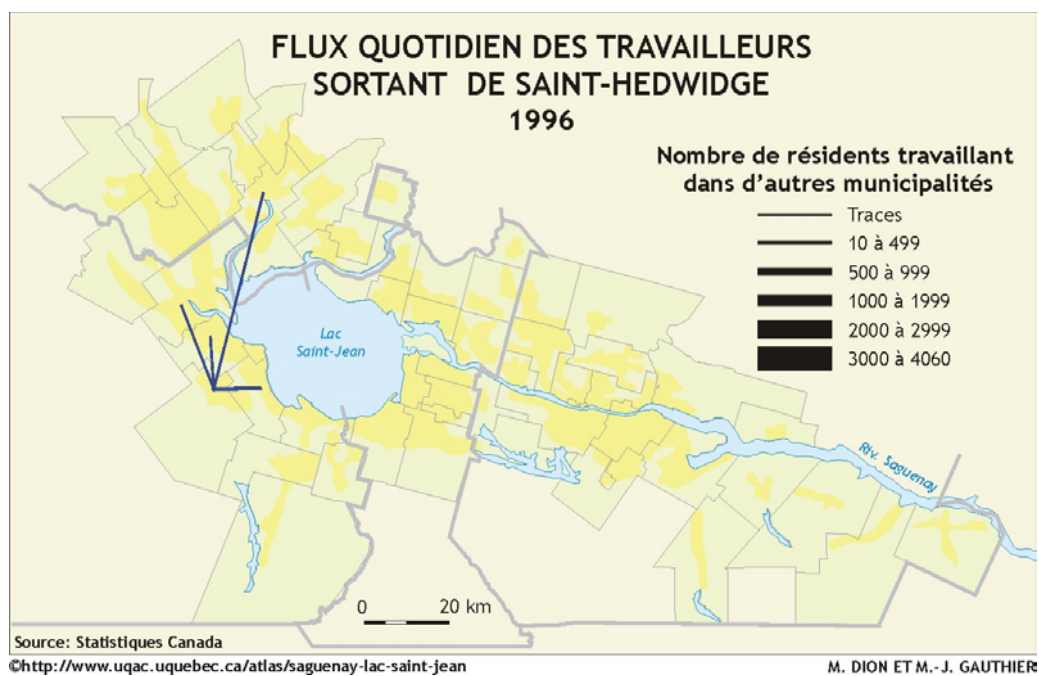 FLUX QUOTIDIEN DES TRAVAILLEURS
SORTANT DE SAINT-HEDWIDGE
1996
Nombre de résidents travaillant
dans d'autres municipalités
Traces
10 à 499
500 à 999
1000 à 1999
2000 à 2999
3000 à 4060
Lac
Saint-Jean
Riv. Saguenay
0 20 km
Source: Statistiques Canada
©http://www.uqac.uquebec.ca/atlas/saguenay-lac-saint-jean
M. DION ET M.-J. GAUTHIER